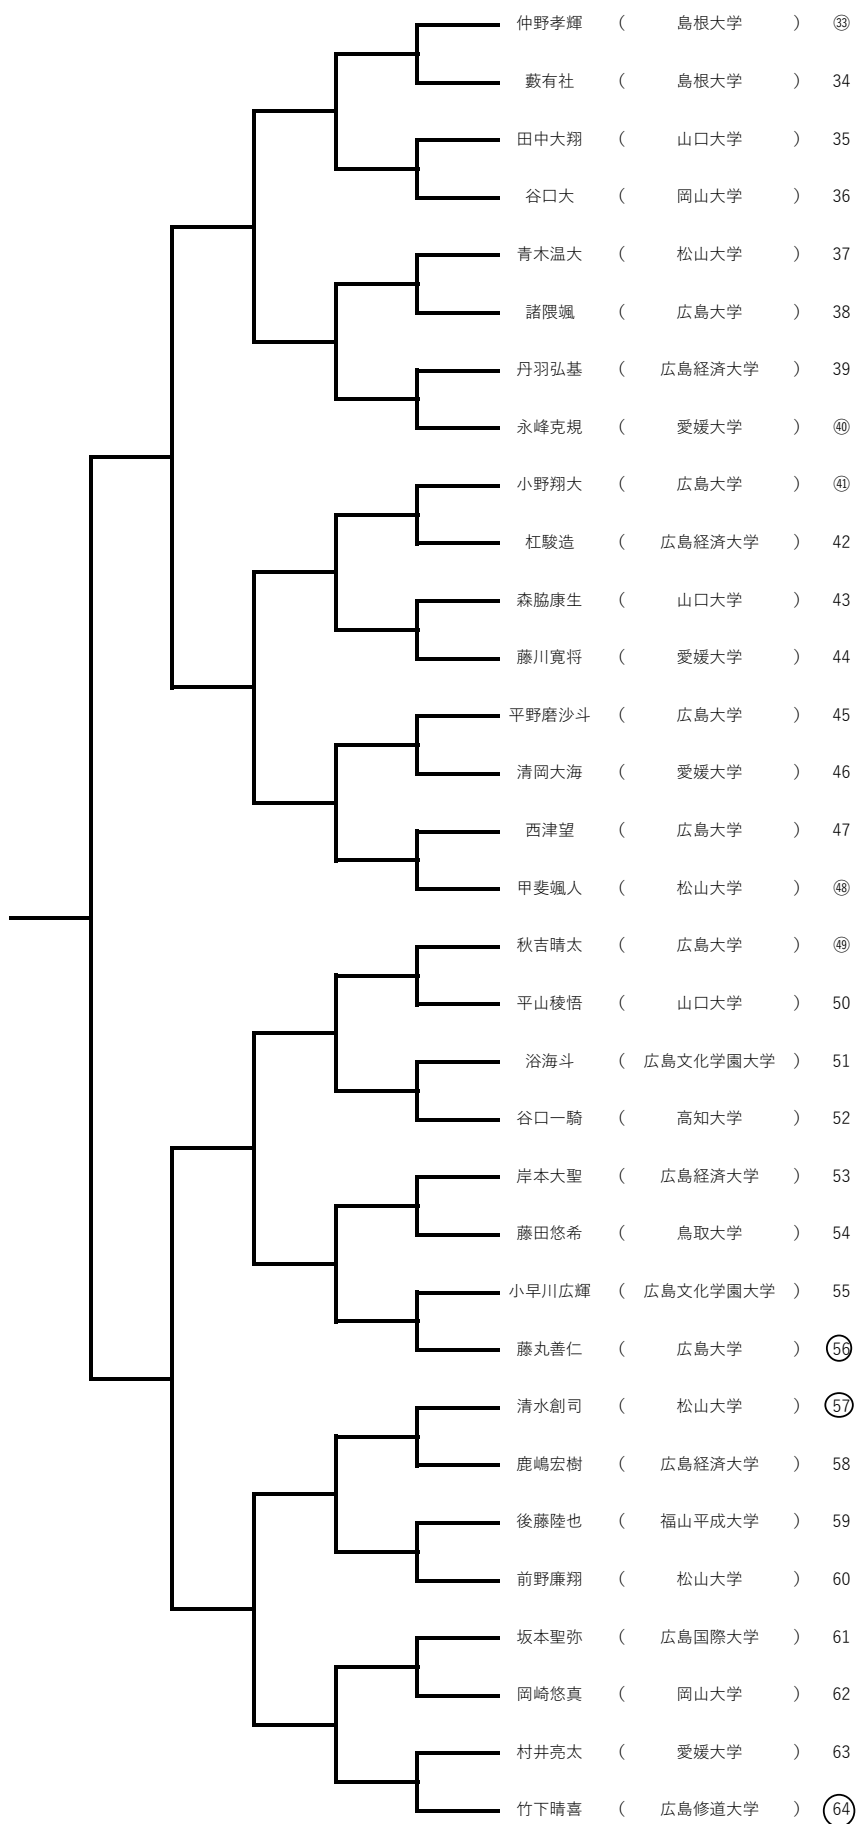 仲野孝輝 ( 島根大学 ) ㉝
藪有社 ( 島根大学 ) 34
田中大翔 ( 山口大学 ) 35
谷口大 ( 岡山大学 ) 36
青木温大 ( 松山大学 ) 37
諸隈颯 ( 広島大学 ) 38
丹羽弘基 ( 広島経済大学 ) 39
永峰克規 ( 愛媛大学 ) ㊵
小野翔大 ( 広島大学 ) ㊶
杠駿造 ( 広島経済大学 ) 42
森脇康生 ( 山口大学 ) 43
藤川寛将 ( 愛媛大学 ) 44
平野磨沙斗 ( 広島大学 ) 45
清岡大海 ( 愛媛大学 ) 46
西津望 ( 広島大学 ) 47
甲斐颯人 ( 松山大学 ) ㊽
秋吉晴太 ( 広島大学 ) ㊾
平山稜悟 ( 山口大学 ) 50
浴海斗 ( 広島文化学園大学 ) 51
谷口一騎 ( 高知大学 ) 52
岸本大聖 ( 広島経済大学 ) 53
藤田悠希 ( 鳥取大学 ) 54
小早川広輝 ( 広島文化学園大学 ) 55
藤丸善仁 ( 広島大学 ) 56
清水創司 ( 松山大学 ) 57
鹿嶋宏樹 ( 広島経済大学 ) 58
後藤陸也 ( 福山平成大学 ) 59
前野廉翔 ( 松山大学 ) 60
坂本聖弥 ( 広島国際大学 ) 61
岡崎悠真 ( 岡山大学 ) 62
村井亮太 ( 愛媛大学 ) 63
竹下晴喜 ( 広島修道大学 ) 64